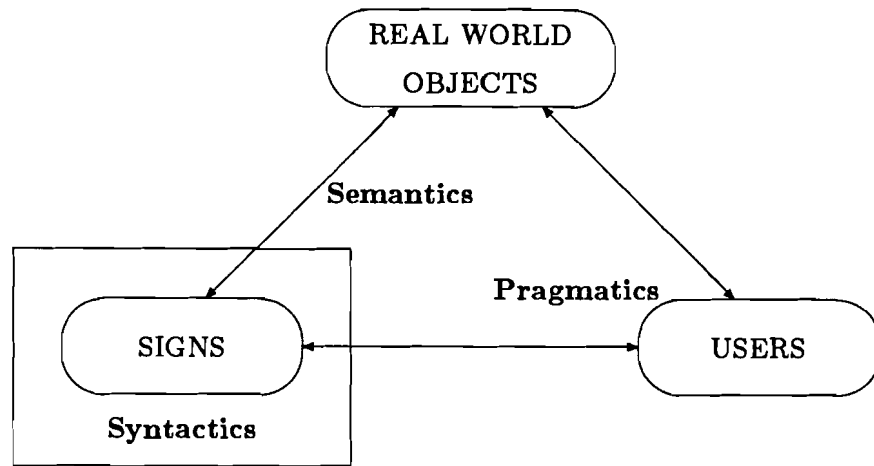 REAL WORLD
OBJECTS
Semantics
Pragmatics
SIGNS
USERS
Syntactics